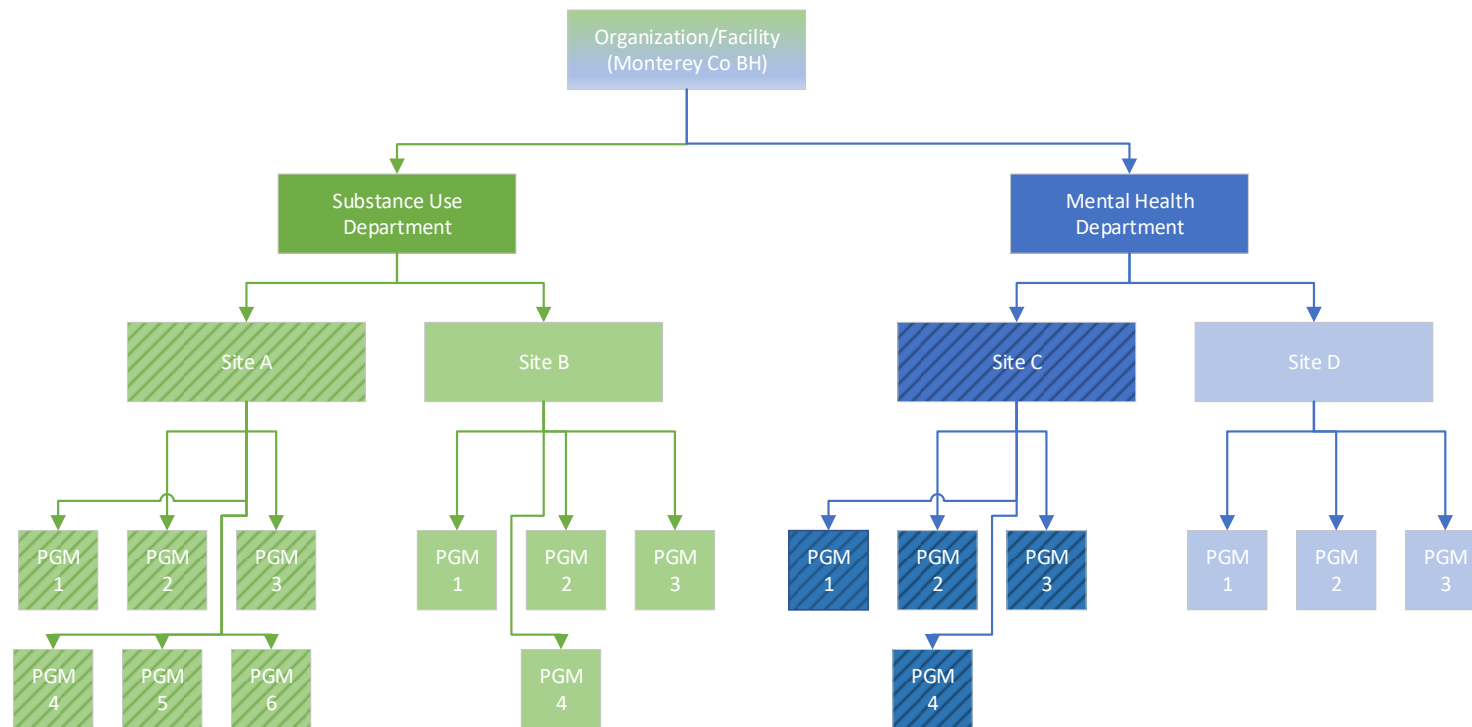 Organization/Facility
(Monterey Co BH)
Substance Use
Department
Mental Health
Department
Site A
Site B
Site C
Site D
PGM
1
PGM
2
PGM
3
PGM
1
PGM
2
PGM
3
PGM
1
PGM
2
PGM
3
PGM
1
PGM
2
PGM
3
PGM
4
PGM
5
PGM
6
PGM
4
PGM
4